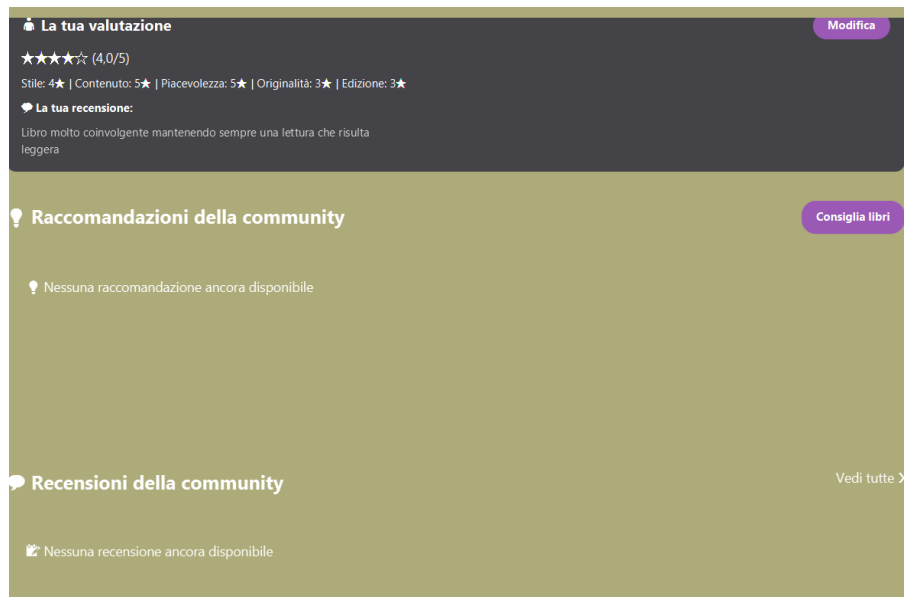 La tua valutazione
Modifica
★★★★☆ (4,0/5)
Stile: 4★ | Contenuto: 5★ | Piacevolezza: 5★ | Originalità: 3★ | Edizione: 3★
La tua recensione:
Libro molto coinvolgente mantenendo sempre una lettura che risulta
leggera
Raccomandazioni della community
Consiglia libri
Nessuna raccomandazione ancora disponibile
Recensioni della community
Vedi tutte
Nessuna recensione ancora disponibile